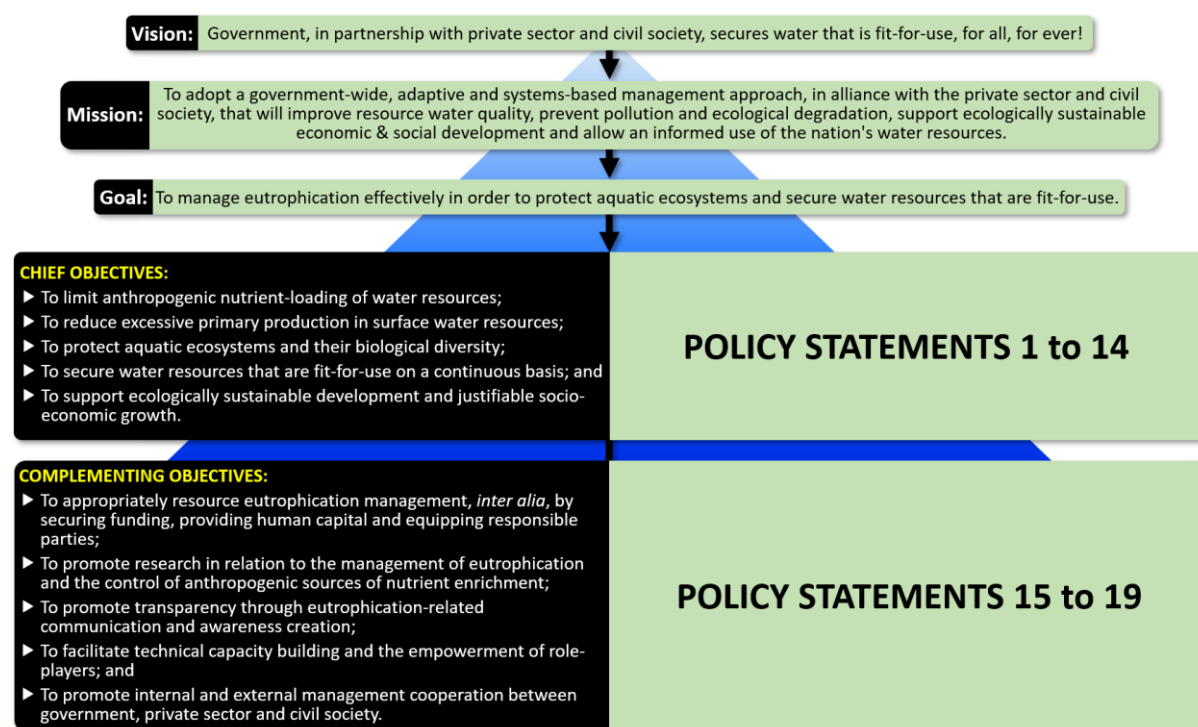 Vision: Government, in partnership with private sector and civil society, secures water that is fit-for-use, for all, for ever!
Mission: To adopt a government-wide, adaptive and systems-based management approach, in alliance with the private sector and civil
society, that will improve resource water quality, prevent pollution and ecological degradation, support ecologically sustainable
economic & social development and allow an informed use of the nation's water resources.
Goal: To manage eutrophication effectively in order to protect aquatic ecosystems and secure water resources that are fit-for-use.
CHIEF OBJECTIVES:
▶ To limit anthropogenic nutrient-loading of water resources;
▶ To reduce excessive primary production in surface water resources;
▶ To protect aquatic ecosystems and their biological diversity;
▶ To secure water resources that are fit-for-use on a continuous basis; and
▶ To support ecologically sustainable development and justifiable socio-
economic growth.
POLICY STATEMENTS 1 to 14
COMPLEMENTING OBJECTIVES:
▶ To appropriately resource eutrophication management, inter alia, by
securing funding, providing human capital and equipping responsible
parties;
▶ To promote research in relation to the management of eutrophication
and the control of anthropogenic sources of nutrient enrichment;
▶ To promote transparency through eutrophication-related
communication and awareness creation;
▶ To facilitate technical capacity building and the empowerment of role-
players; and
▶ To promote internal and external management cooperation between
government, private sector and civil society.
POLICY STATEMENTS 15 to 19